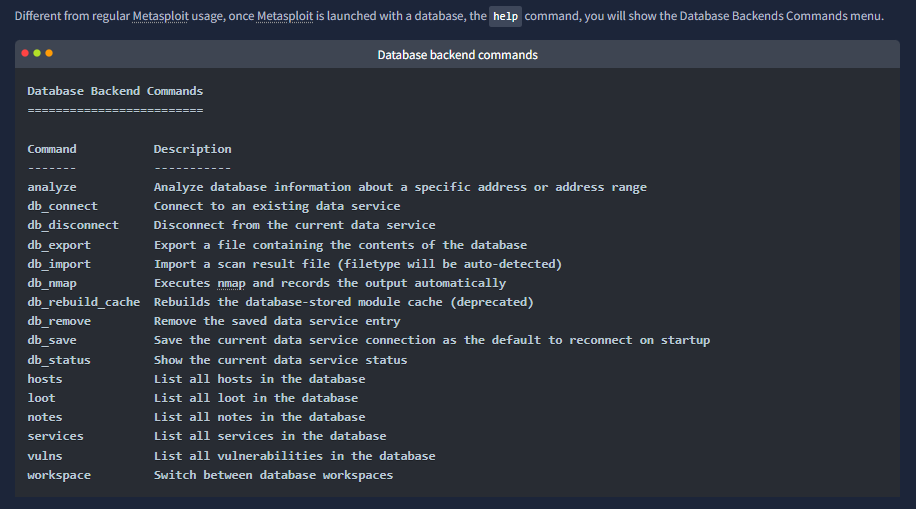 Different from regular Metasploit usage, once Metasploit is launched with a database, the help command, you will show the Database Backends Commands menu.
Database backend commands
Database Backend Commands
=========================
Command           Description
-------           -----------
analyze           Analyze database information about a specific address or address range
db_connect        Connect to an existing data service
db_disconnect     Disconnect from the current data service
db_export         Export a file containing the contents of the database
db_import         Import a scan result file (filetype will be auto-detected)
db_nmap           Executes nmap and records the output automatically
db_rebuild_cache  Rebuilds the database-stored module cache (deprecated)
db_remove         Remove the saved data service entry
db_save           Save the current data service connection as the default to reconnect on startup
db_status         Show the current data service status
hosts             List all hosts in the database
loot              List all loot in the database
notes             List all notes in the database
services          List all services in the database
vulns             List all vulnerabilities in the database
workspace         Switch between database workspaces